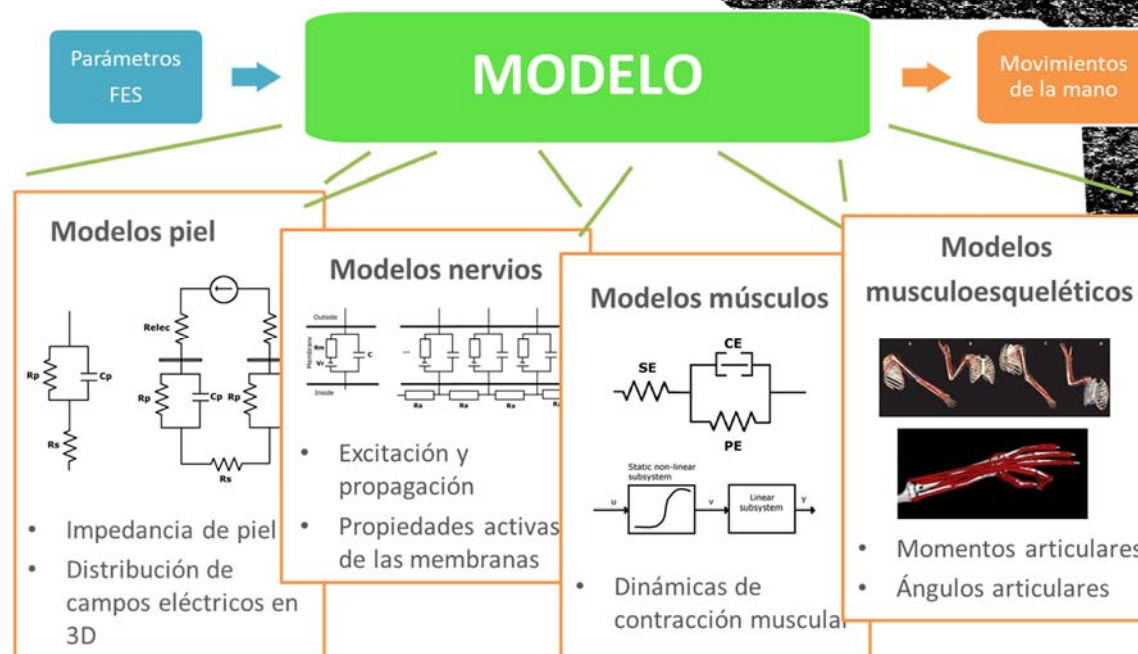 Parámetros
FES
MODELO
Movimientos
de la mano
Modelos piel
Relec
Rp
Cp
Rs
Rp
Cp
Rp
Rs
• Impedancia de piel
• Distribución de
campos eléctricos en
3D
Modelos nervios
Outside
Membrane
Rm
Vr
C
Inside
...
Ra
Ra
Ra
• Excitación y
propagación
• Propiedades activas
de las membranas
Modelos músculos
CE
SE
PE
Static non-linear
subsystem
u
v
Linear
subsystem
y
• Dinámicas de
contracción muscular
Modelos
musculoesqueléticos
• Momentos articulares
• Ángulos articulares